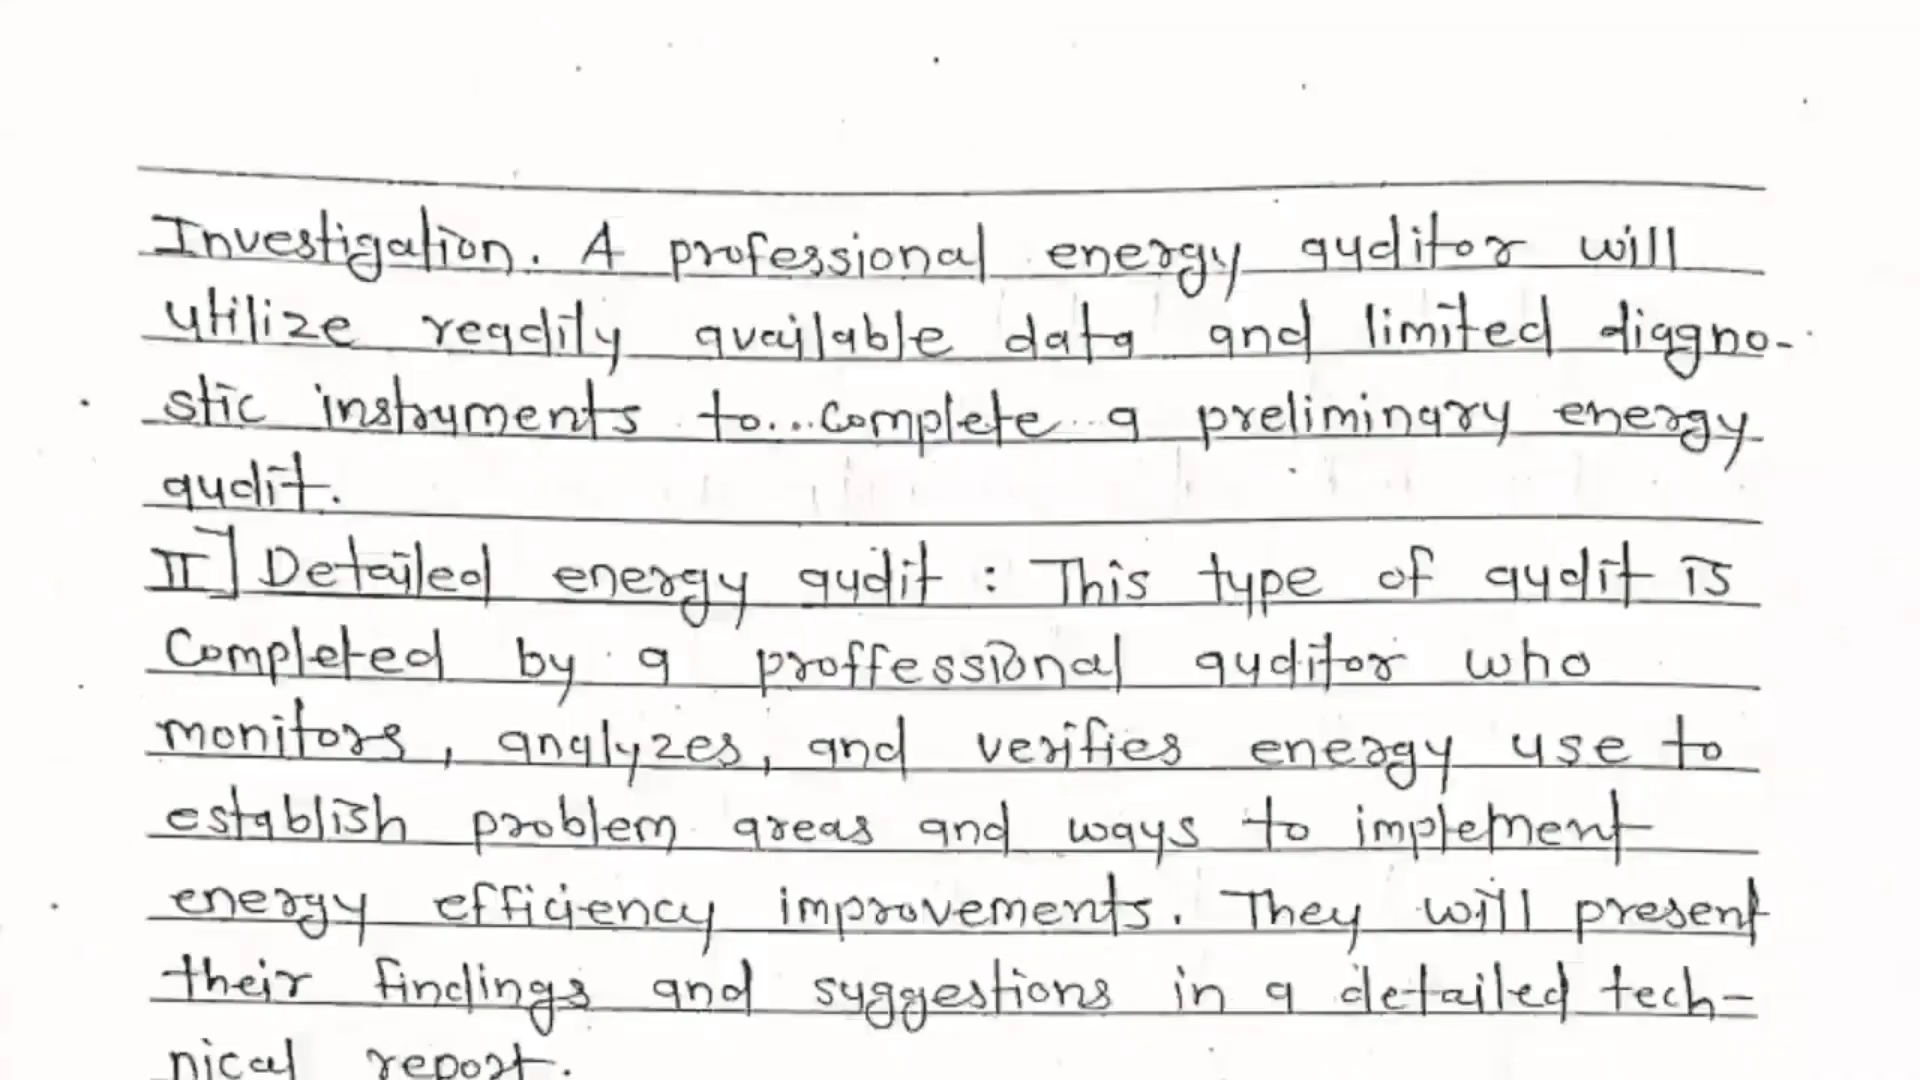 Investigation. A professional energy auditor will
utilize readily available data and limited diagno-
stic instruments to...complete a preliminary energy
audit.
II] Detailed energy audit : This type of audit is
Completed by a proffessional auditor who
monitors, analyzes, and verifies energy use to
establish problem areas and ways to implement
energy efficiency improvements. They will present
their findings and suggestions in a detailed tech-
nical report.